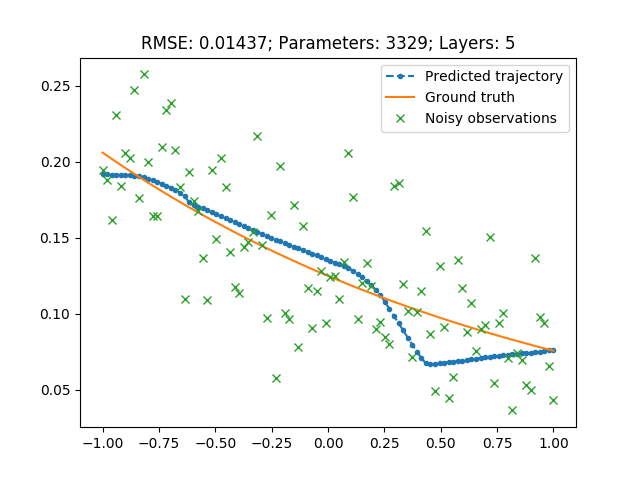 RMSE: 0.01437; Parameters: 3329; Layers: 5
Predicted trajectory
Ground truth
Noisy observations
0.25
0.20
0.15
0.10
0.05
−1.00 −0.75 −0.50 −0.25 0.00 0.25 0.50 0.75 1.00